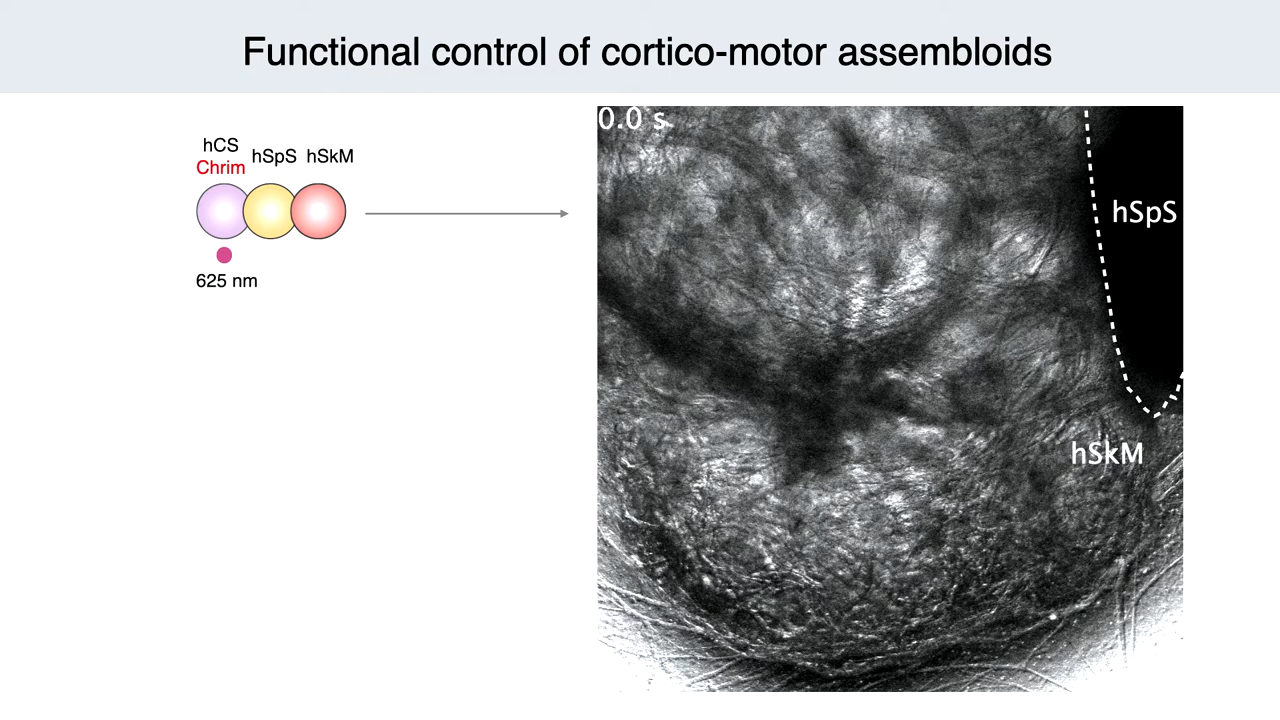 Functional control of cortico-motor assembloids
hCS
Chrim
hSpS
hSkM
625 nm
0.0 s
hSpS
hSkM